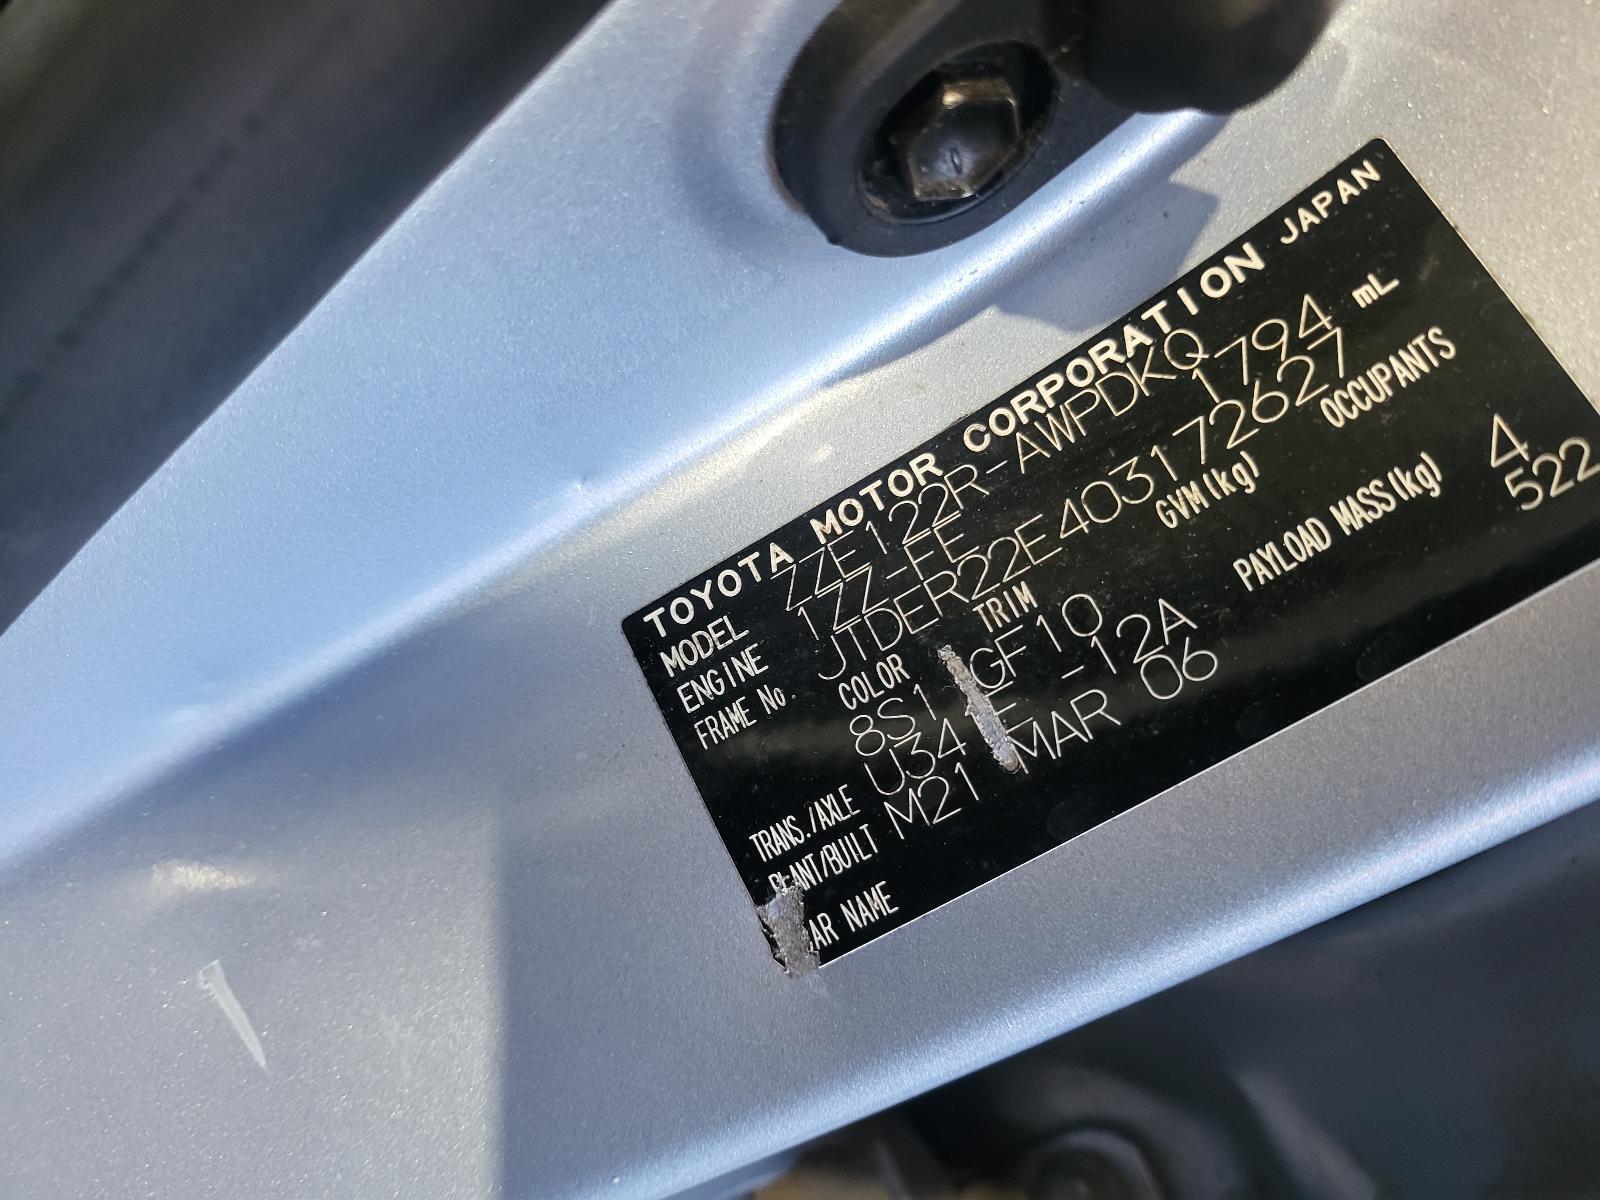 TOYOTA MOTOR CORPORATION JAPAN
MODEL ZZE122R-AWPDKQ
ENGINE 1ZZ-FE 1794 mL
FRAME No. JTDER22E403172627
COLOR TRIM GVM(kg) OCCUPANTS
8S1 GF10 PAYLOAD MASS(kg) 4
TRANS./AXLE U341E -12A 522
PLANT/BUILT M21 MAR 06
AR NAME